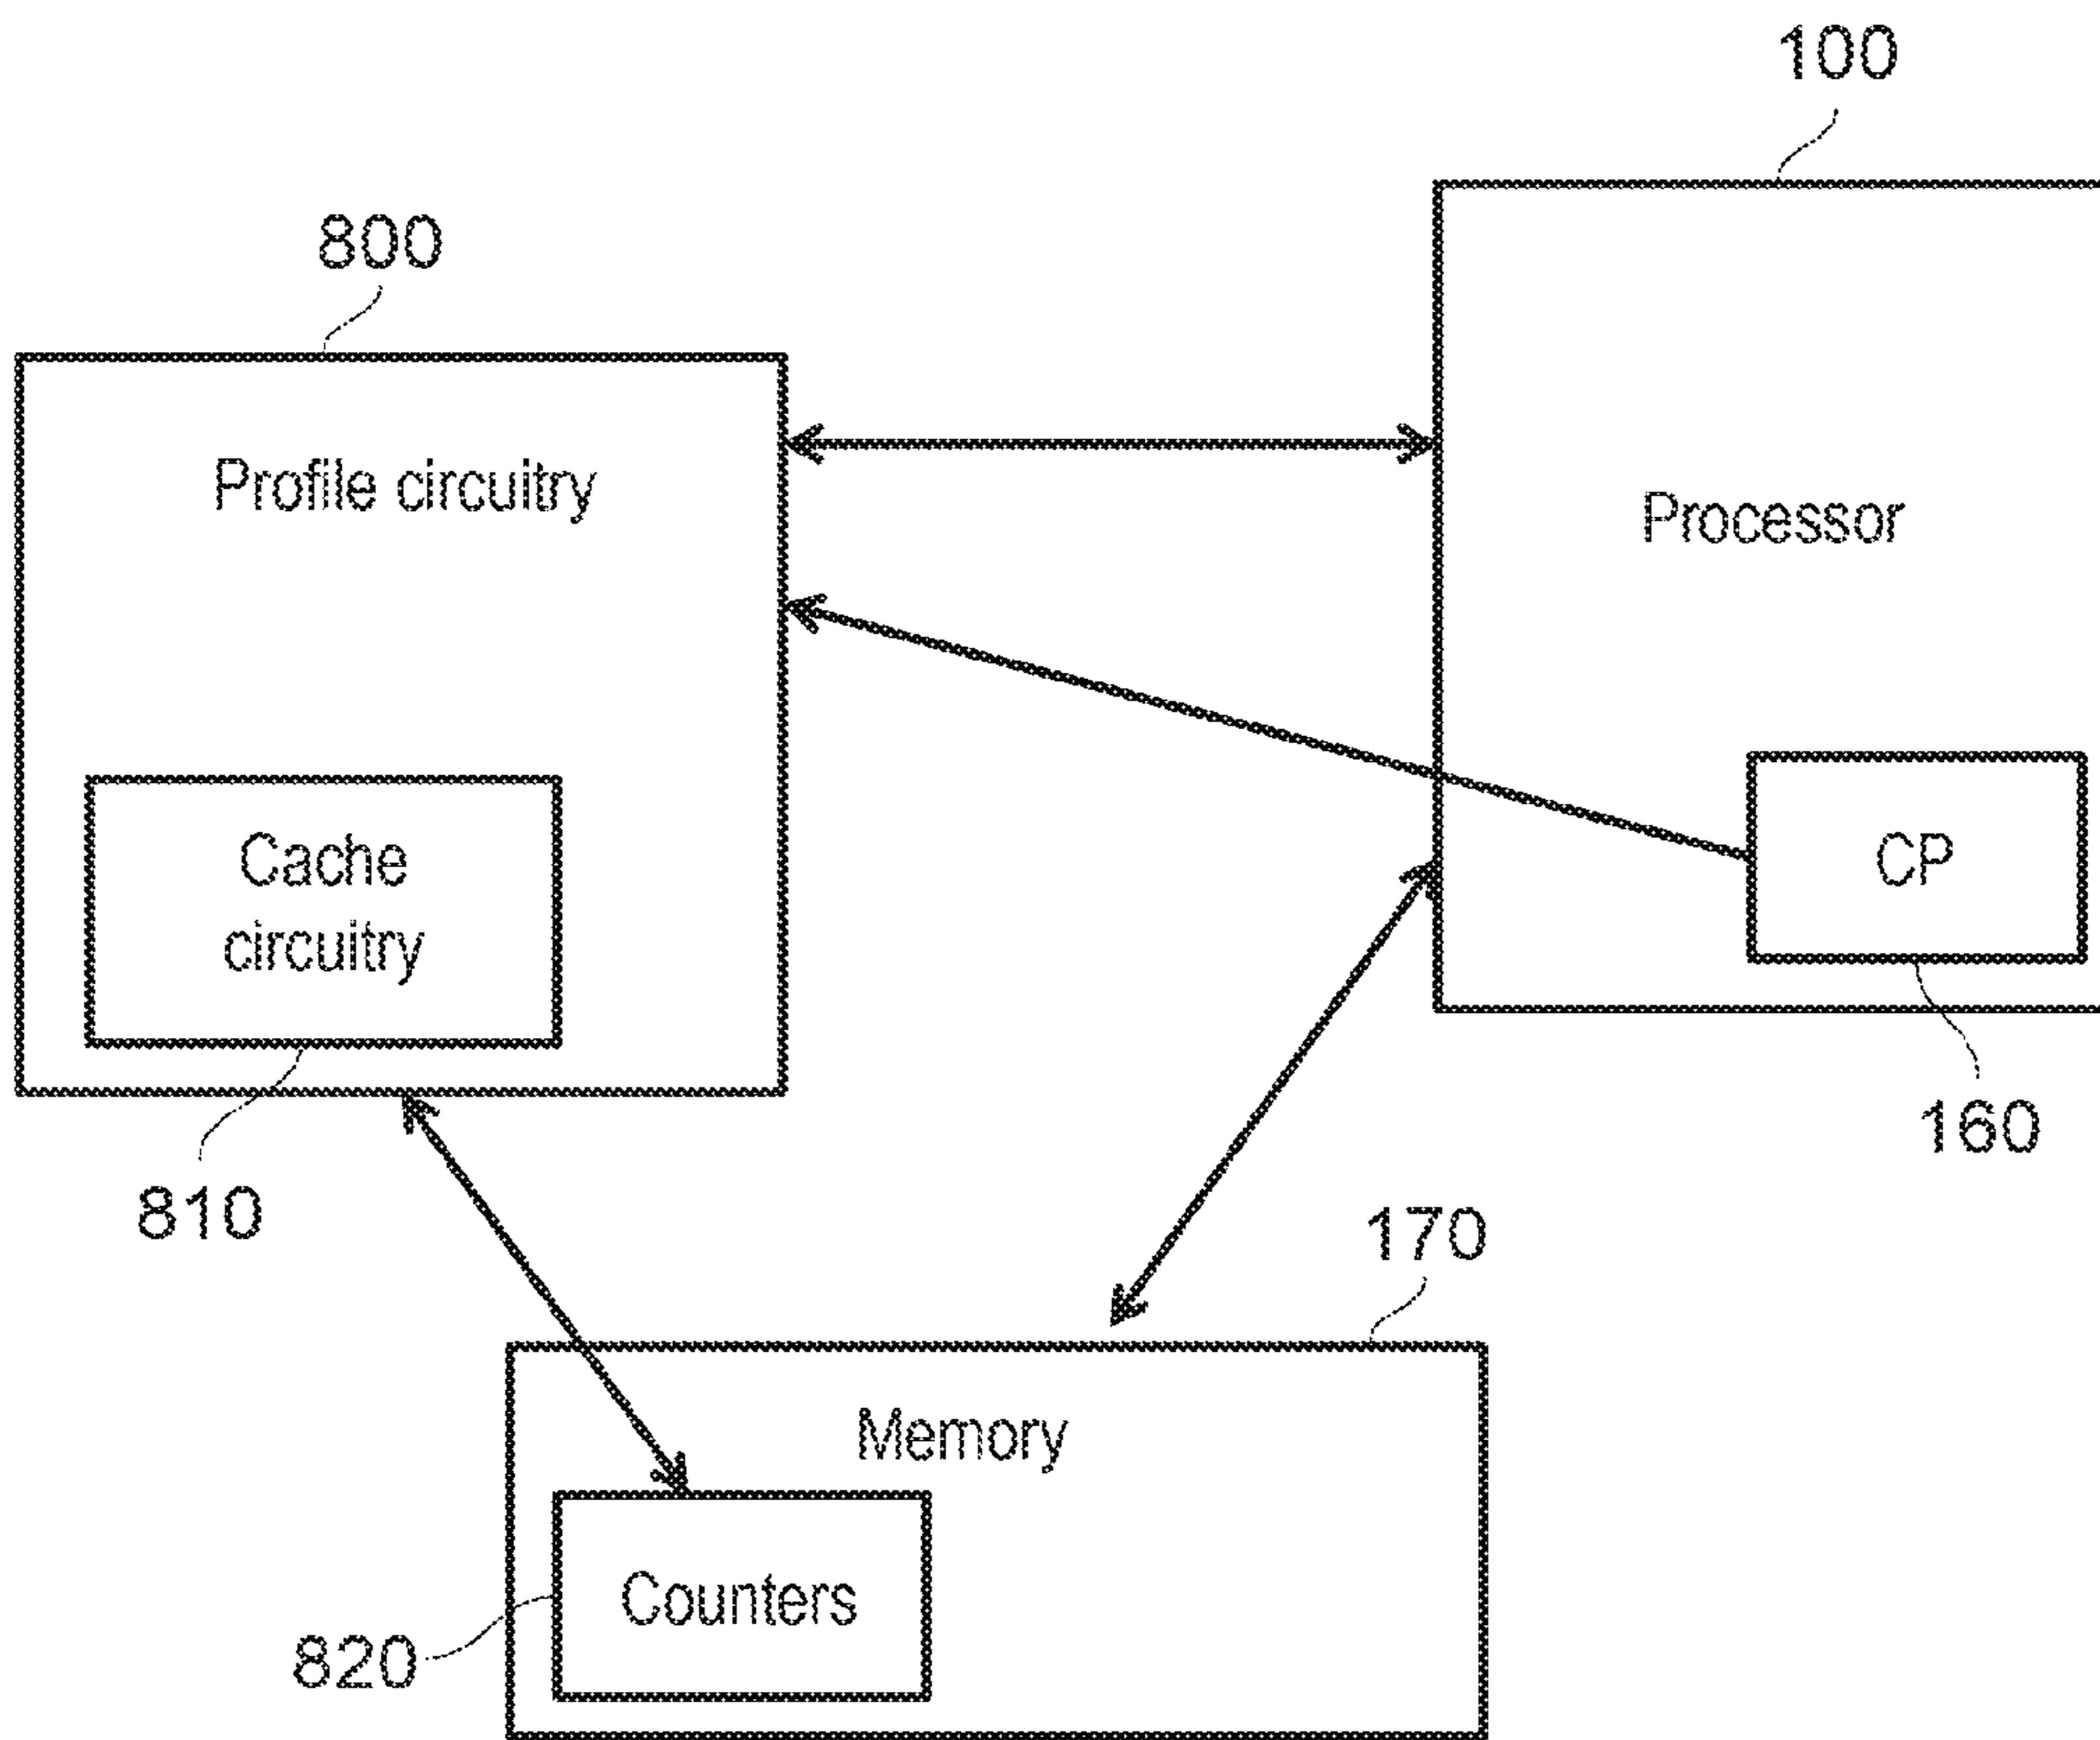 100
800
Profile circuitry
Processor
Cache
circuitry
CP
160
810
170
Memory
Counters
820